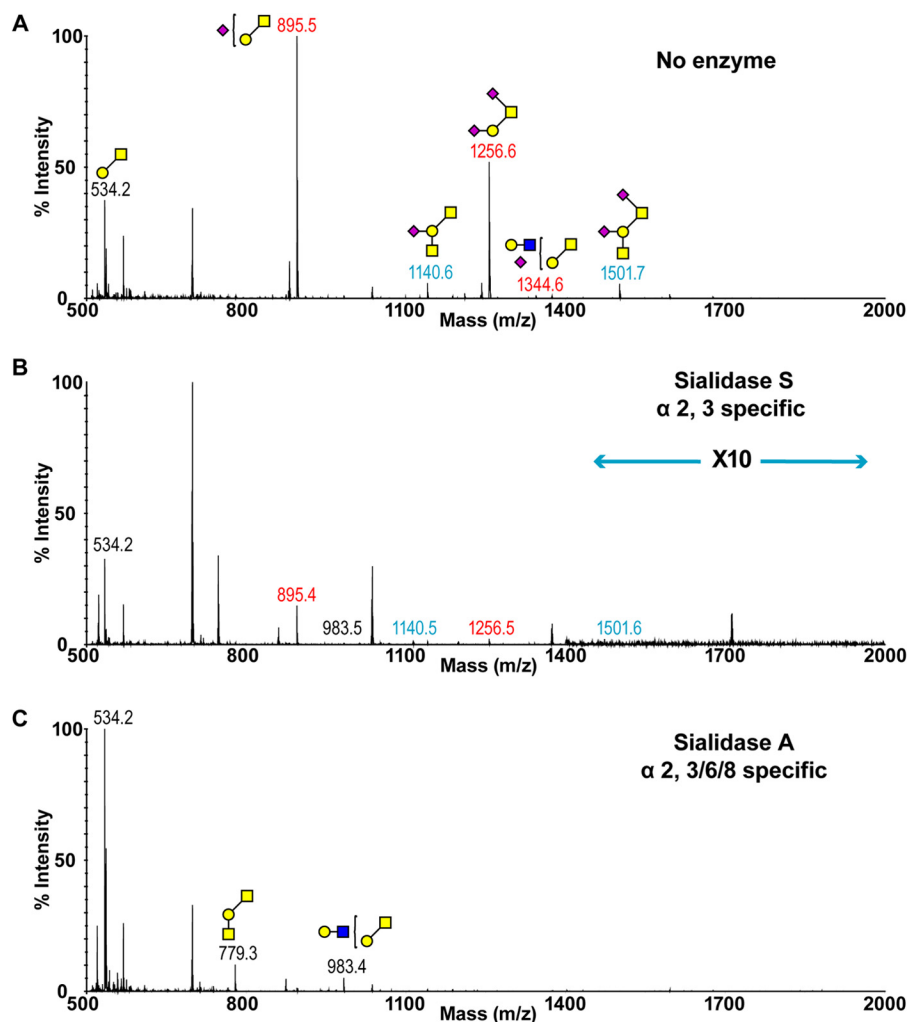 A
No enzyme
% Intensity
100
50
0
895.5
534.2
1256.6
1140.6
1344.6
1501.7
500
800
1100
1400
1700
2000
Mass (m/z)
B
Sialidase S
α 2, 3 specific
X10
% Intensity
100
50
0
534.2
895.4
983.5
1140.5
1256.5
1501.6
500
800
1100
1400
1700
2000
Mass (m/z)
C
Sialidase A
α 2, 3/6/8 specific
% Intensity
100
50
0
534.2
779.3
983.4
500
800
1100
1400
1700
2000
Mass (m/z)